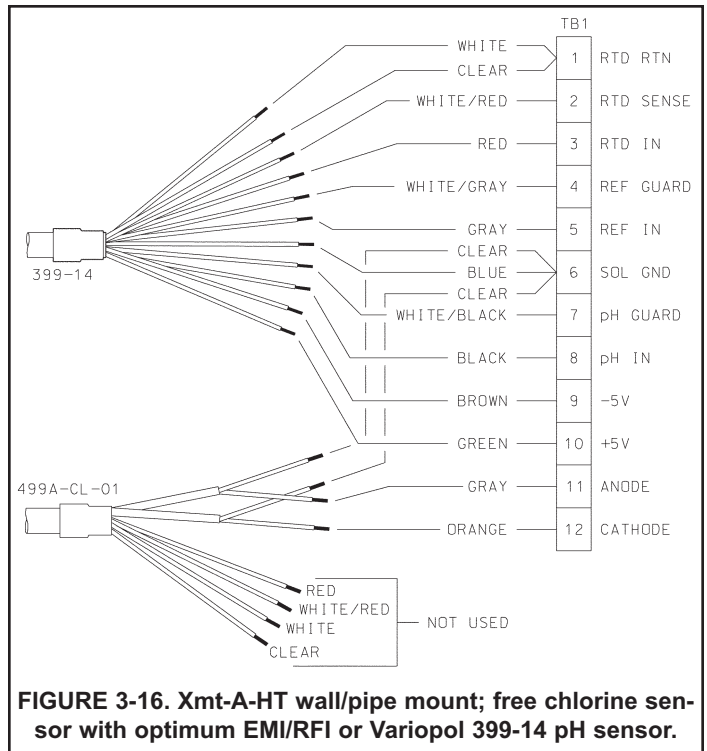 TB1
WHITE
CLEAR
1 RTD RTN
WHITE/RED 2 RTD SENSE
RED 3 RTD IN
WHITE/GRAY 4 REF GUARD
GRAY 5 REF IN
CLEAR
BLUE 6 SOL GND
CLEAR
WHITE/BLACK 7 pH GUARD
BLACK 8 pH IN
BROWN 9 -5V
GREEN 10 +5V
GRAY 11 ANODE
ORANGE 12 CATHODE
399-14
499A-CL-01
RED
WHITE/RED
WHITE
CLEAR
NOT USED
FIGURE 3-16. Xmt-A-HT wall/pipe mount; free chlorine sen-
sor with optimum EMI/RFI or Variopol 399-14 pH sensor.